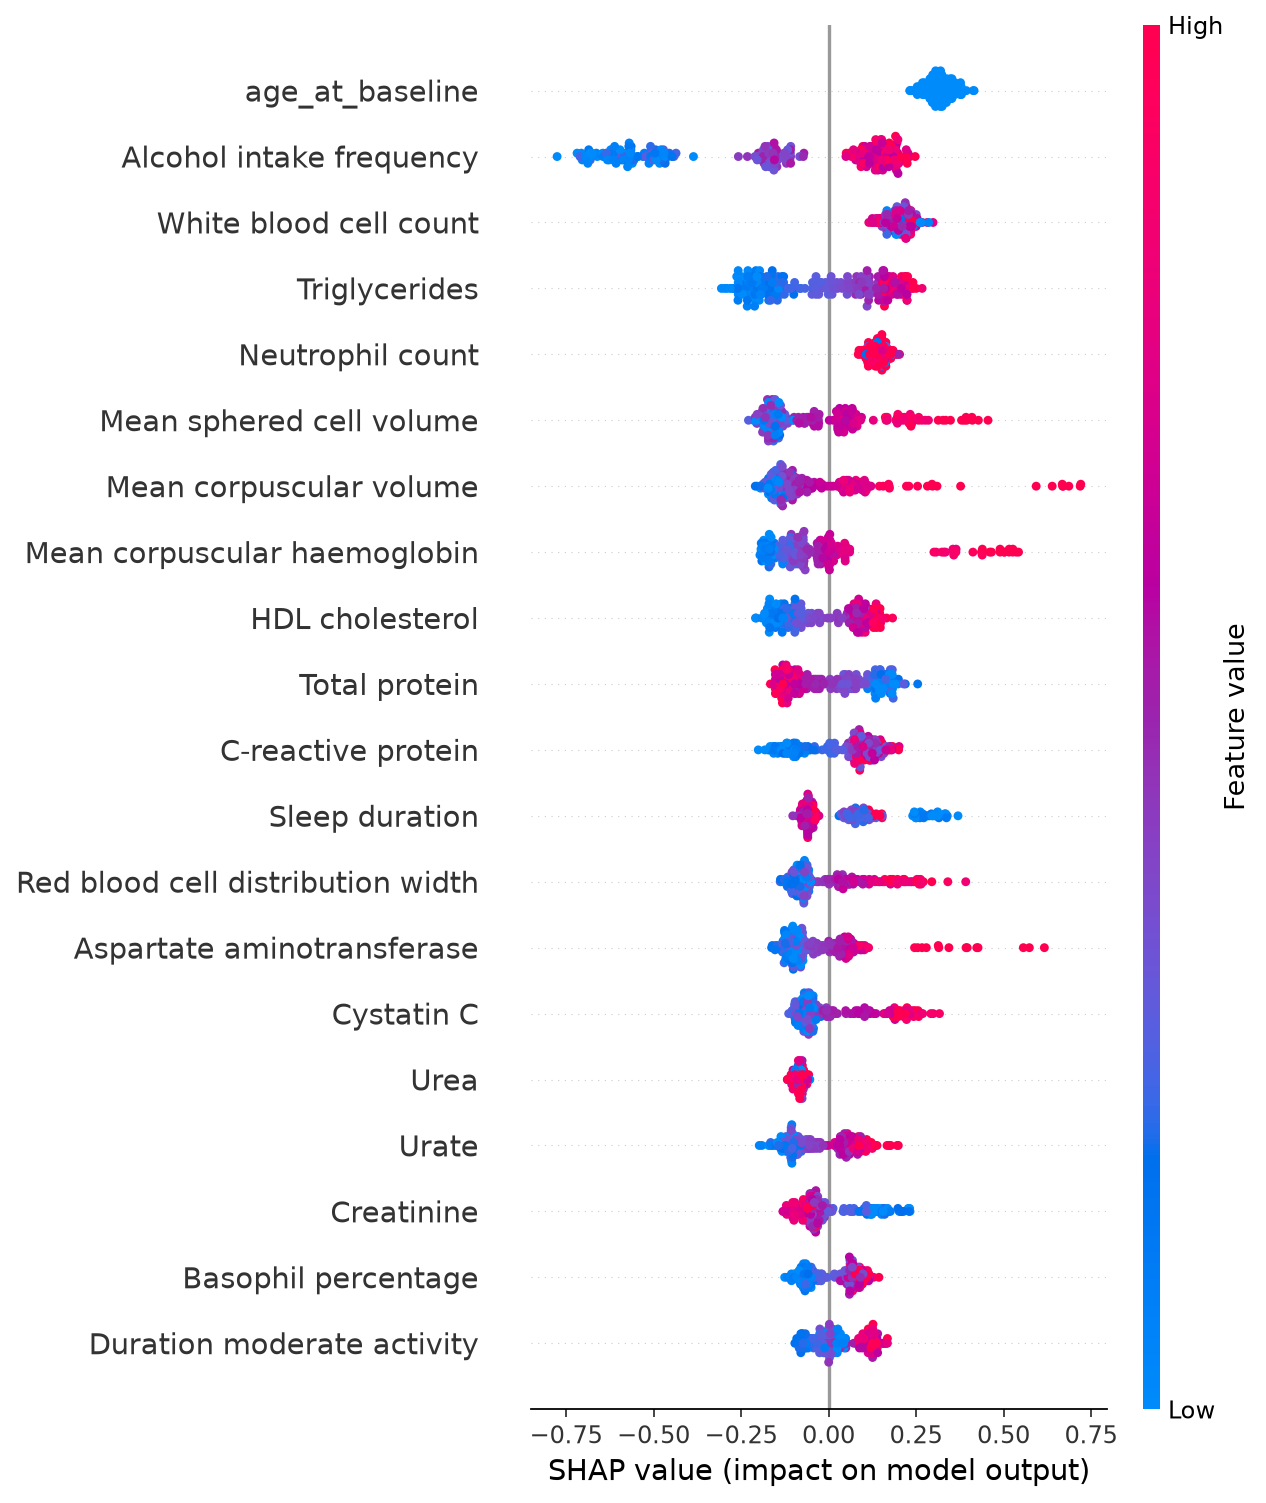 High
age_at_baseline
Alcohol intake frequency
White blood cell count
Triglycerides
Neutrophil count
Mean sphered cell volume
Mean corpuscular volume
Mean corpuscular haemoglobin
HDL cholesterol
Total protein
C-reactive protein
Sleep duration
Red blood cell distribution width
Aspartate aminotransferase
Cystatin C
Urea
Urate
Creatinine
Basophil percentage
Duration moderate activity
Feature value
Low
−0.75 −0.50 −0.25 0.00 0.25 0.50 0.75
SHAP value (impact on model output)